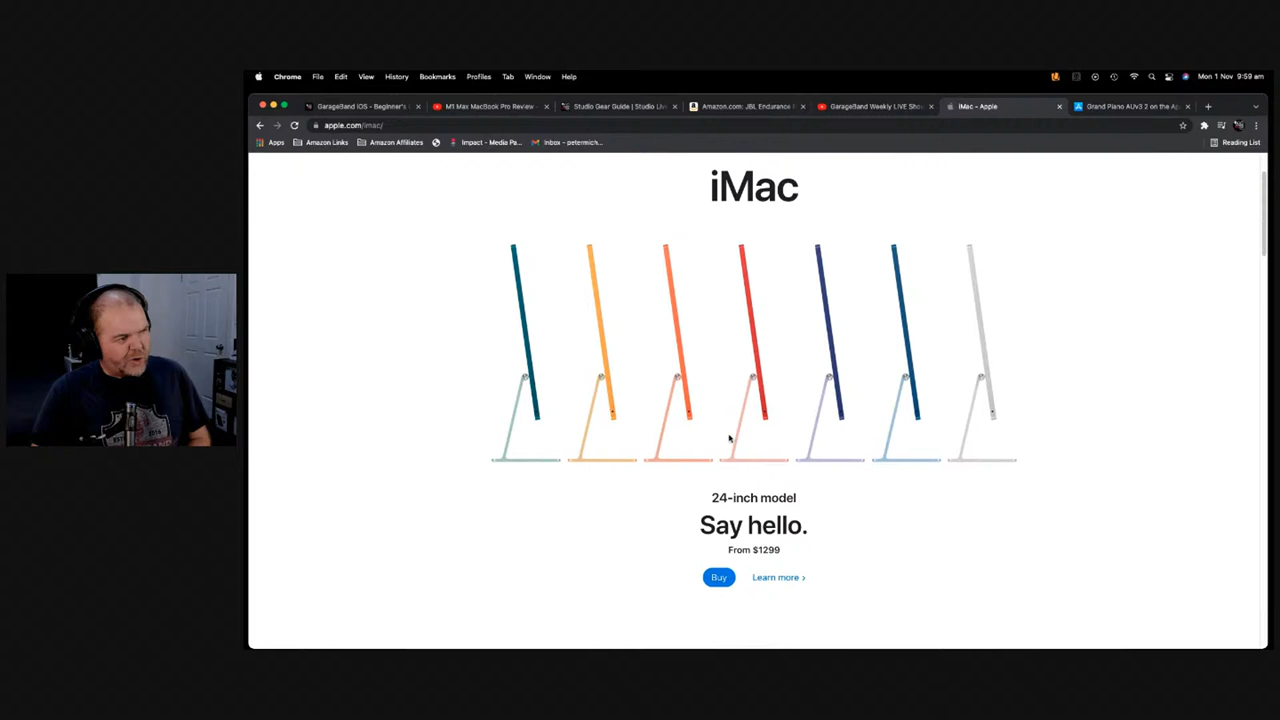 Chrome File Edit View History Bookmarks Profiles Tab Window Help Mon 1 Nov 9:59 am
GarageBand iOS - Beginner's
M1 Max MacBook Pro Review -
Studio Gear Guide | Studio Live
Amazon.com: JBL Endurance
GarageBand Weekly LIVE Sho
iMac - Apple
Grand Piano AUv3 2 on the Ap
apple.com/imac/
Apps Amazon Links Amazon Affiliates Impact - Media Pa... Inbox - petermich... Reading List
iMac
24-inch model
Say hello.
From $1299
Buy Learn more >